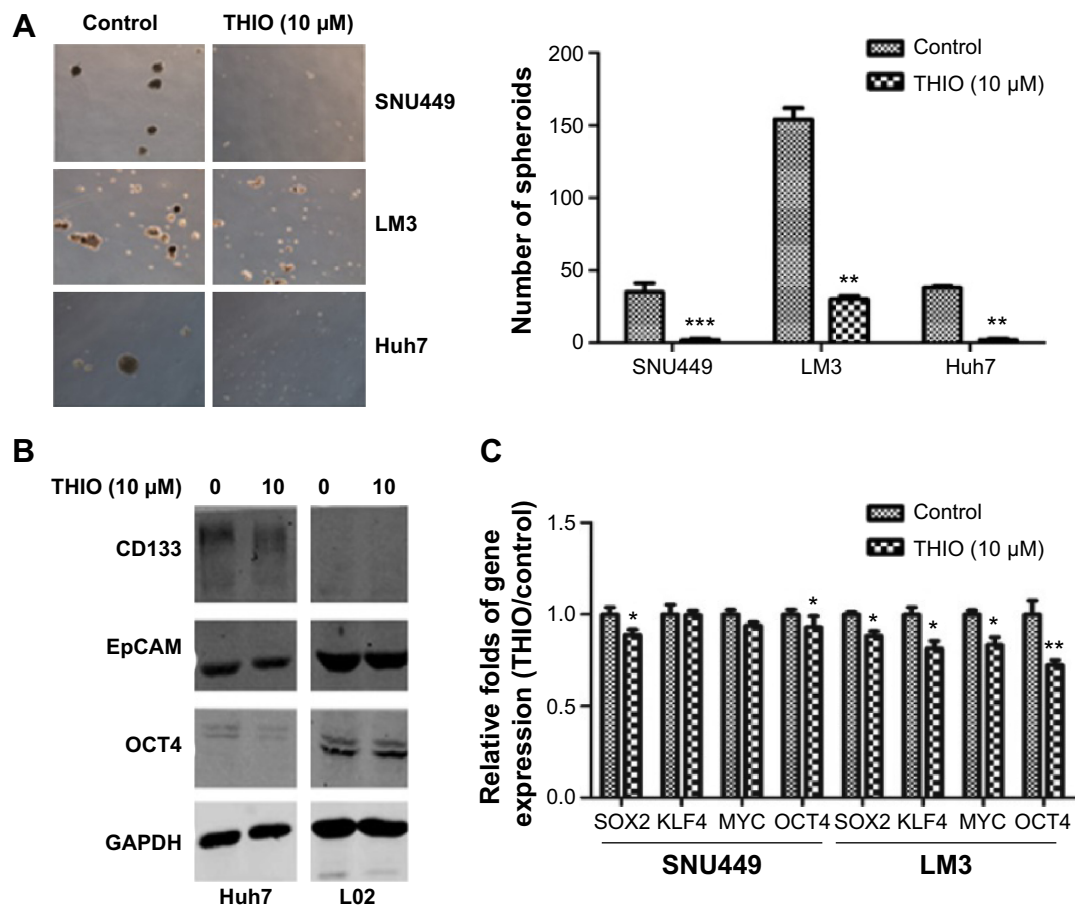 A
Control THIO (10 μM)
SNU449
LM3
Huh7
Number of spheroids
200
150
100
50
0
Control
THIO (10 μM)
***
**
**
SNU449 LM3 Huh7
B
THIO (10 μM) 0 10 0 10
CD133
EpCAM
OCT4
GAPDH
Huh7 L02
C
Relative folds of gene
expression (THIO/control)
1.5
1.0
0.5
0.0
Control
THIO (10 μM)
* * * * * **
SOX2 KLF4 MYC OCT4 SOX2 KLF4 MYC OCT4
SNU449 LM3